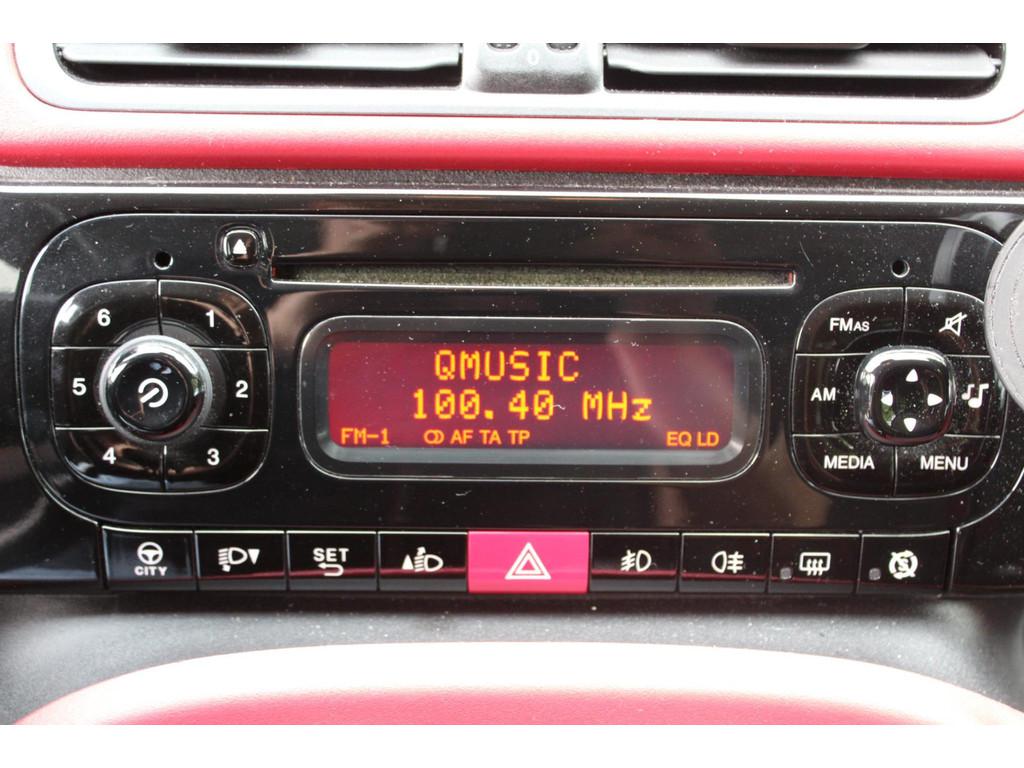 0
6 1
5 2
4 3
QMUSIC
100.40 MHz
FM-1 AF TA TP EQ LD
FMAS
AM
MEDIA MENU
CITY
SET
S